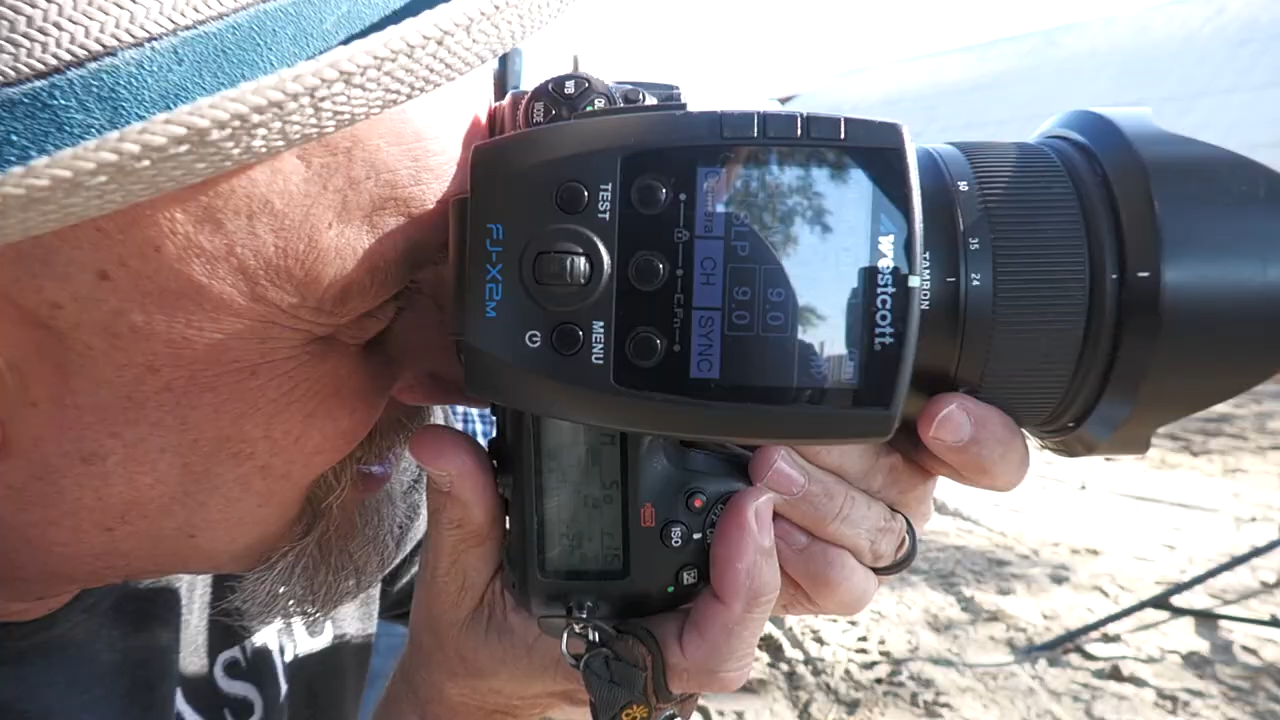 WB
MODE
TEST
FJ-X2M
MENU
Camera CH SYNC
SLP 9.0
9.0
Westcott
TAMRON
50
35
24
ISO